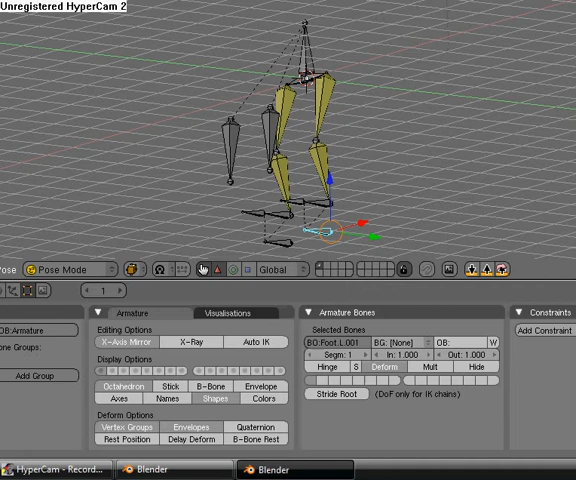 Unregistered HyperCam 2
Pose
Pose Mode
Global
1
OB:Armature
one Groups:
Add Group
Armature
Visualisations
Editing Options
X-Axis Mirror
X-Ray
Auto IK
Display Options
Octahedron
Stick
B-Bone
Envelope
Axes
Names
Shapes
Colors
Deform Options
Vertex Groups
Envelopes
Quaternion
Rest Position
Delay Deform
B-Bone Rest
Armature Bones
Selected Bones
BO:Foot.L.001
BG: [None]
OB:
W
Segm: 1
In: 1.000
Out: 1.000
Hinge
S
Deform
Mult
Hide
Stride Root
(DoF only for IK chains)
Constraints
Add Constraint
HyperCam - Record...
Blender
Blender